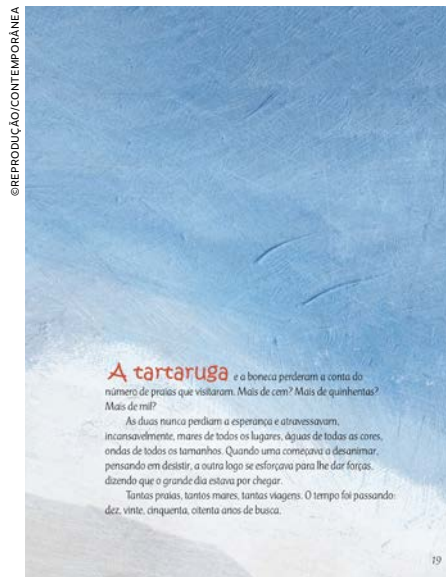 ©REPRODUÇÃO/CONTEMPORÂNEA
A tartaruga e a boneca perderam a conta do
número de praias que visitaram. Mais de cem? Mais de quinhentas?
Mais de mil?
As duas nunca perdiam a esperança e atravessavam,
incansavelmente, mares de todos os lugares, águas de todas as cores,
ondas de todos os tamanhos. Quando uma começava a desanimar,
pensando em desistir, a outra logo se esforçava para lhe dar forças,
dizendo que o grande dia estava por chegar.
Tantas praias, tantos mares, tantas viagens. O tempo foi passando:
dez, vinte, cinquenta, oitenta anos de busca.
19